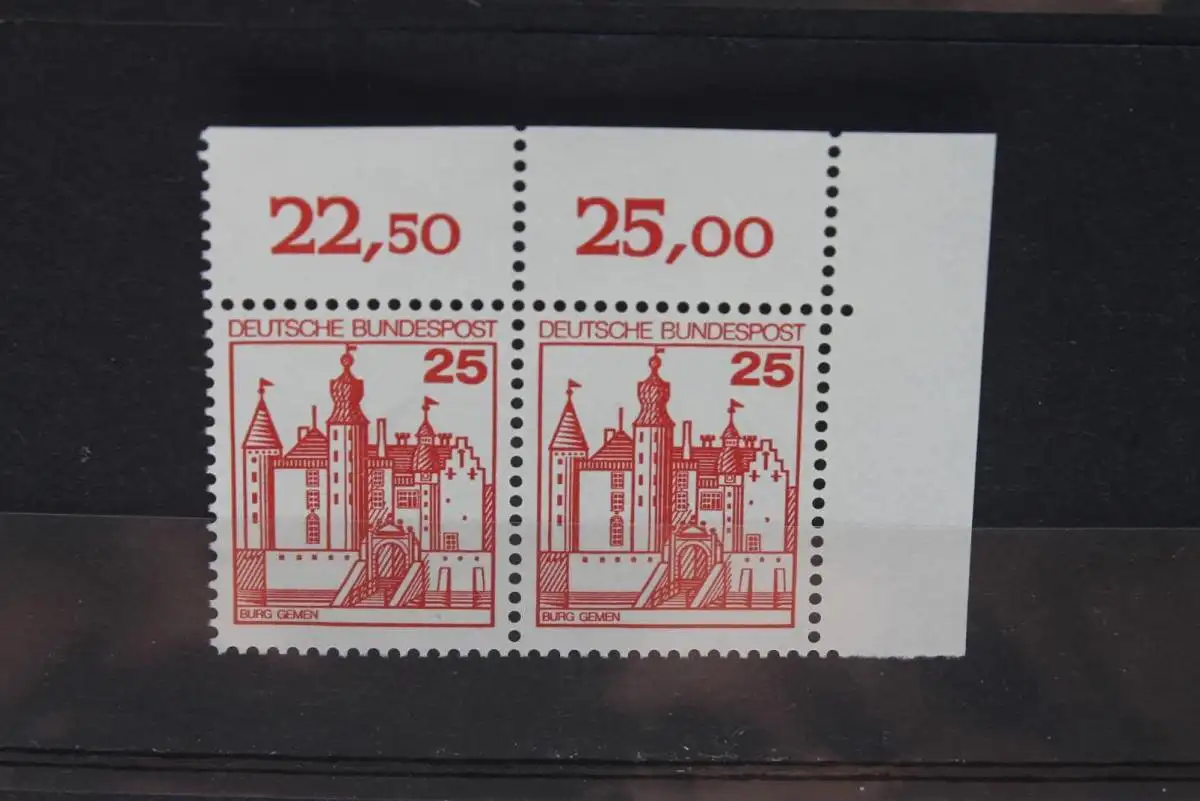 22,50 25,00
DEUTSCHE BUNDESPOST DEUTSCHE BUNDESPOST
25 25
BURG GEMEN BURG GEMEN